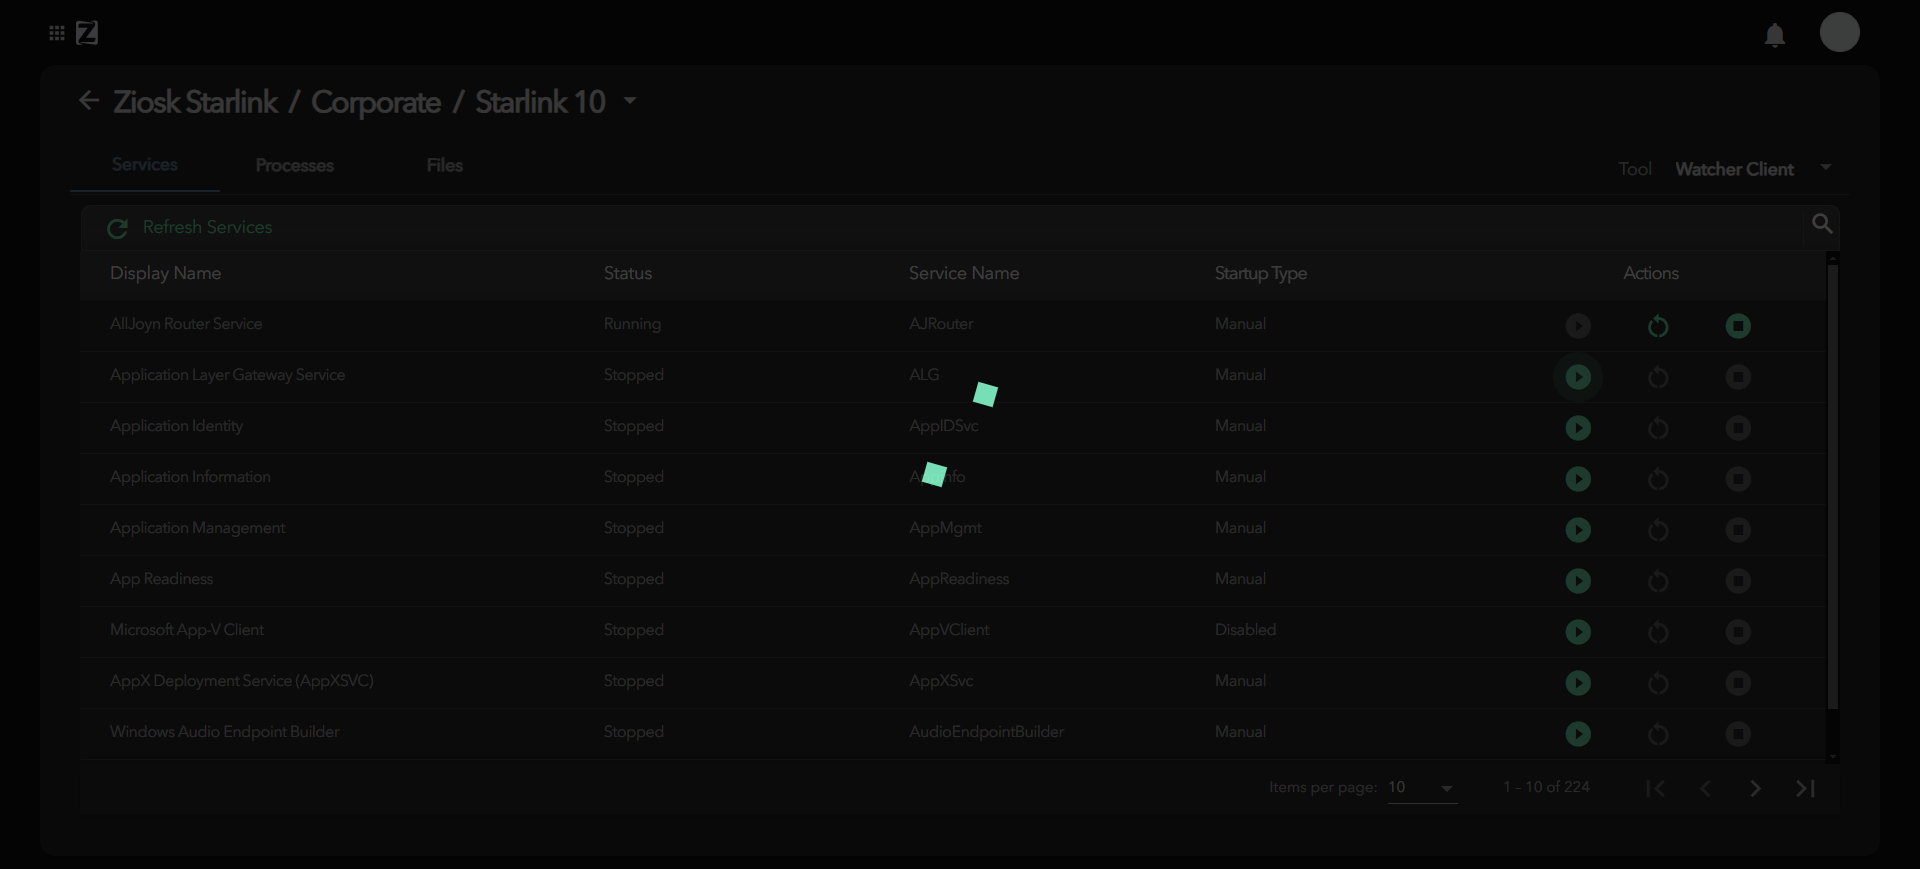 Z
Ziosk Starlink / Corporate / Starlink 10
Services Processes Files Tool Watcher Client
Refresh Services
Display Name Status Service Name Startup Type Actions
AllJoyn Router Service Running AJRouter Manual
Application Layer Gateway Service Stopped ALG Manual
Application Identity Stopped AppIDSvc Manual
Application Information Stopped Manual
Application Management Stopped AppMgmt Manual
App Readiness Stopped AppReadiness Manual
Microsoft App-V Client Stopped AppVClient Disabled
AppX Deployment Service (AppXSVC) Stopped AppXSvc Manual
Windows Audio Endpoint Builder Stopped AudioEndpointBuilder Manual
Items per page: 10 1 – 10 of 224